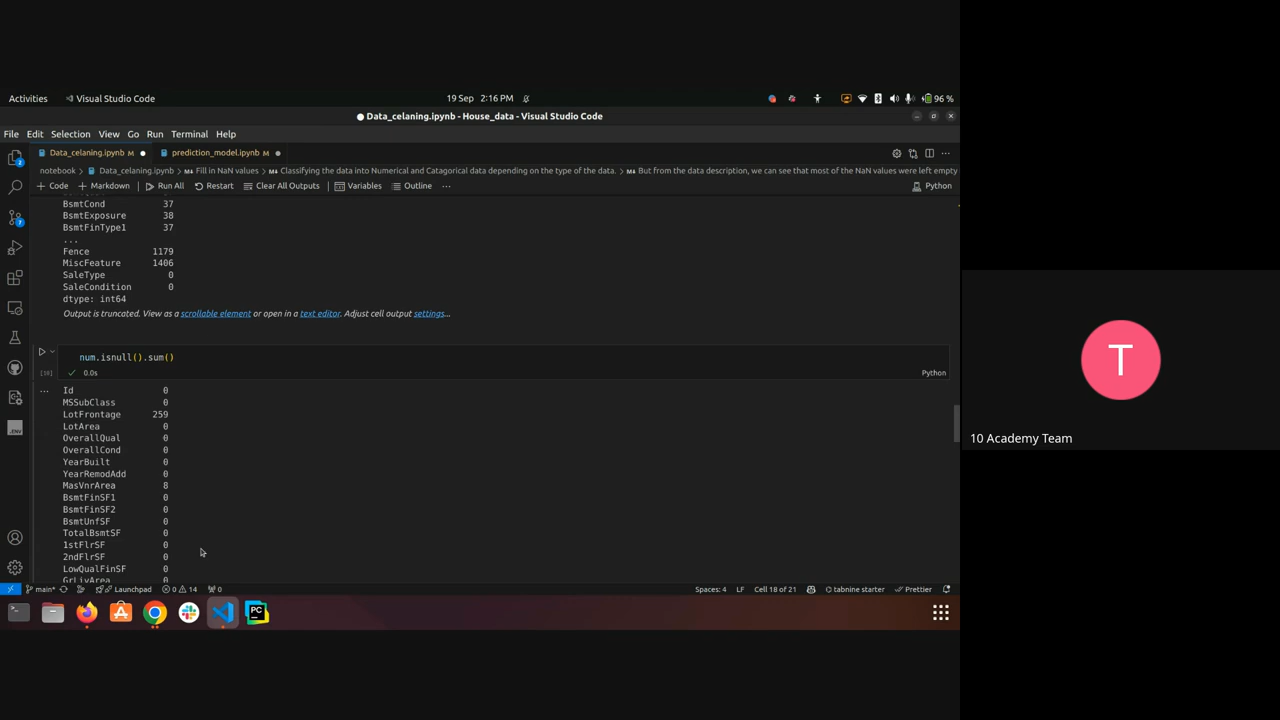 Activities
Visual Studio Code
19 Sep 2:16 PM
96 %
● Data_celaning.ipynb - House_data - Visual Studio Code
File Edit Selection View Go Run Terminal Help
Data_celaning.ipynb M ●
prediction_model.ipynb ●
notebook > Data_celaning.ipynb > M↓ Fill in NaN values > M↓ Classifying the data into Numerical and Catagorical data depending on the type of the data. > M↓ But from the data description, we can see that most of the NaN values were left empty
+ Code + Markdown Run All Restart Clear All Outputs Variables Outline ...
Python
BsmtCond 37
BsmtExposure 38
BsmtFinType1 37
...
Fence 1179
MiscFeature 1406
SaleType 0
SaleCondition 0
dtype: int64
Output is truncated. View as a scrollable element or open in a text editor. Adjust cell output settings...
num.isnull().sum()
0.0s
Python
... Id 0
MSSubClass 0
LotFrontage 259
LotArea 0
OverallQual 0
OverallCond 0
YearBuilt 0
YearRemodAdd 0
MasVnrArea 8
BsmtFinSF1 0
BsmtFinSF2 0
BsmtUnfSF 0
TotalBsmtSF 0
1stFlrSF 0
2ndFlrSF 0
LowQualFinSF 0
GrLivArea 0
main* Launchpad 0 14 0
Spaces: 4 LF Cell 18 of 21 tabnine starter Prettier
T
10 Academy Team